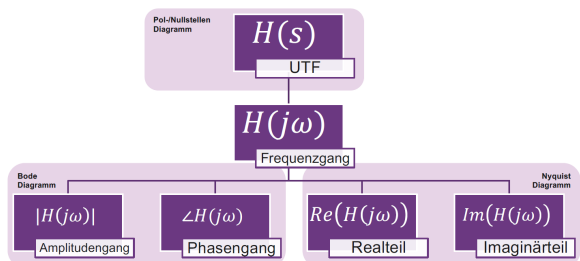 Pol-/Nullstellen
Diagramm
H(s)
UTF
H(jω)
Frequenzgang
Bode
Diagramm
Nyquist
Diagramm
|H(jω)|
Amplitudengang
∠H(jω)
Phasengang
Re(H(jω))
Realteil
Im(H(jω))
Imaginärteil